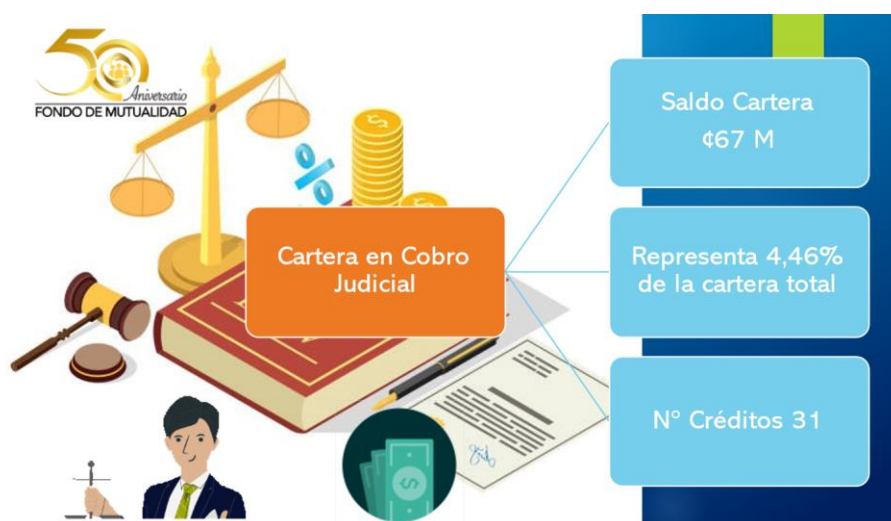 50
Aniversario
FONDO DE MUTUALIDAD
Cartera en Cobro
Judicial
Saldo Cartera
¢67 M
Representa 4,46%
de la cartera total
N° Créditos 31